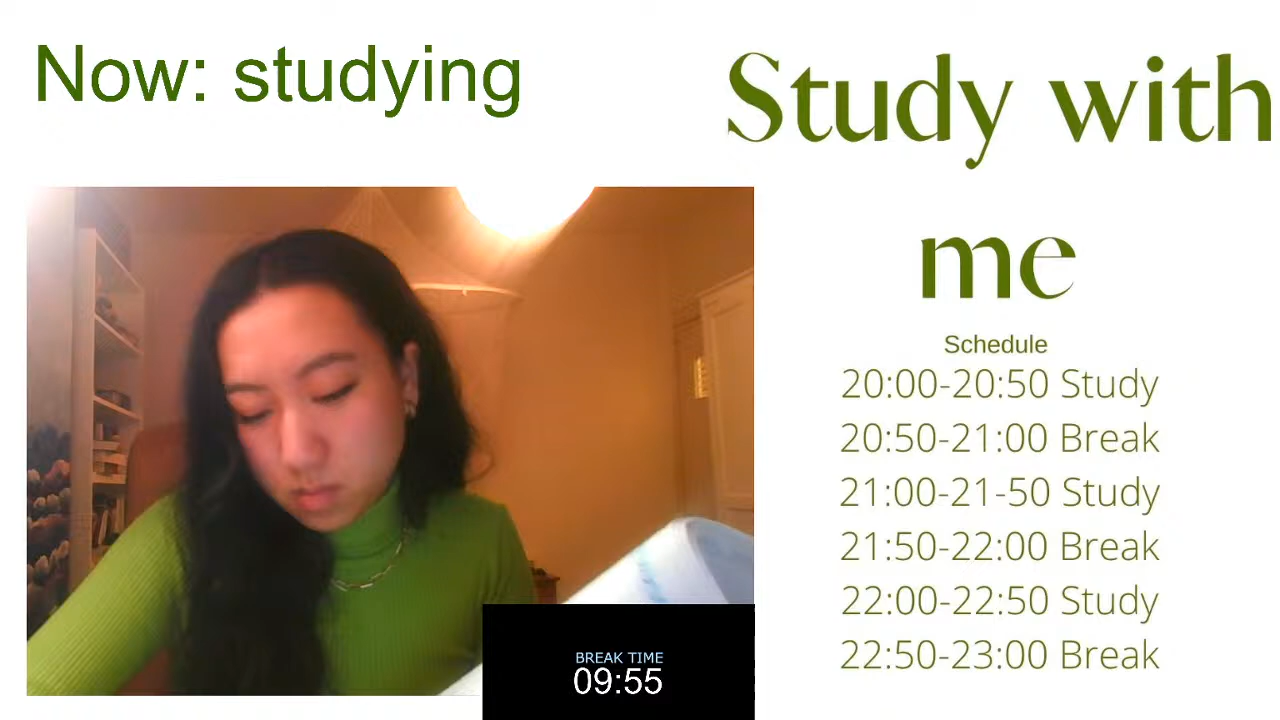 Now: studying
Study with
me
Schedule
20:00-20:50 Study
20:50-21:00 Break
21:00-21-50 Study
21:50-22:00 Break
22:00-22:50 Study
22:50-23:00 Break
BREAK TIME
09:55